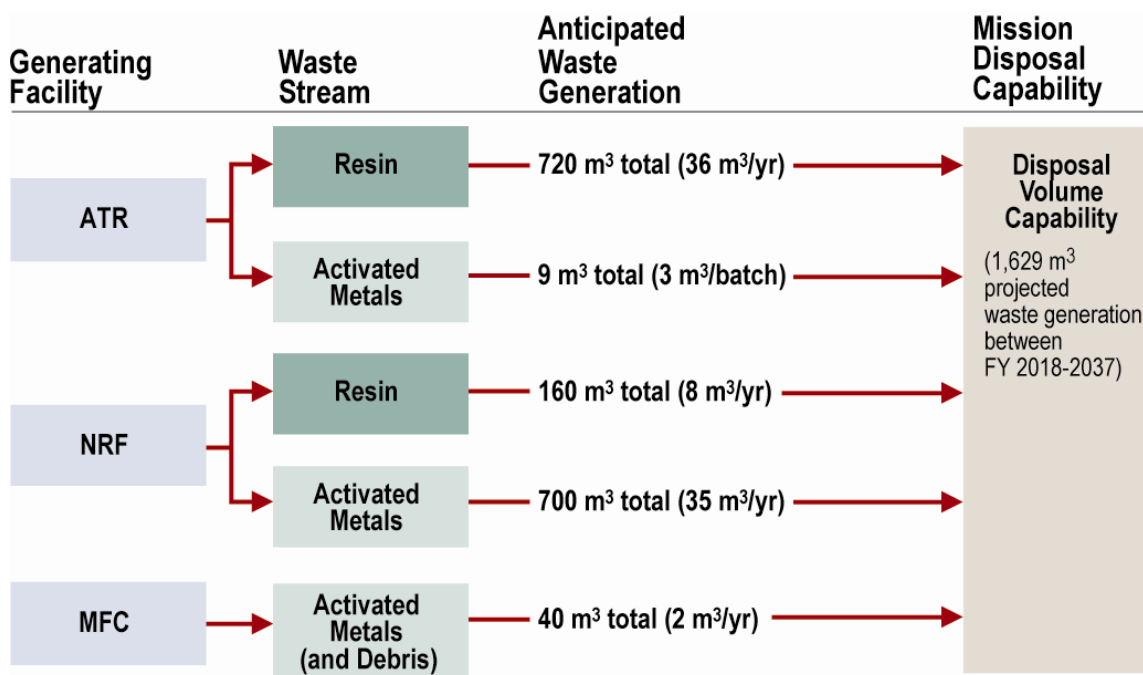 Generating
Facility
Waste
Stream
Anticipated
Waste
Generation
Mission
Disposal
Capability
ATR
Resin
720 m³ total (36 m³/yr)
Activated
Metals
9 m³ total (3 m³/batch)
NRF
Resin
160 m³ total (8 m³/yr)
Activated
Metals
700 m³ total (35 m³/yr)
MFC
Activated
Metals
(and Debris)
40 m³ total (2 m³/yr)
Disposal
Volume
Capability
(1,629 m³
projected
waste generation
between
FY 2018-2037)